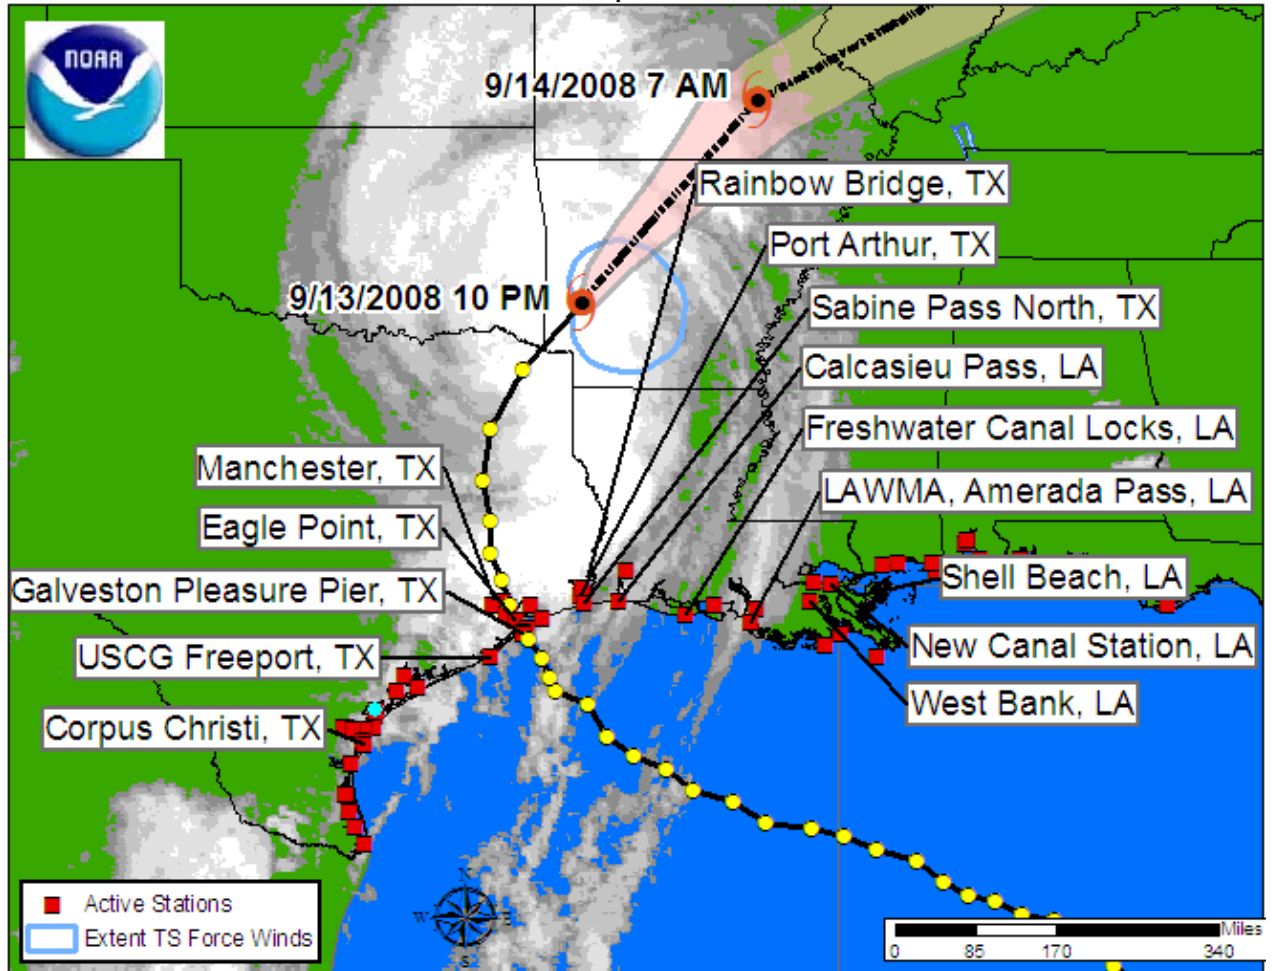 NOAA
9/14/2008 7 AM
Rainbow Bridge, TX
Port Arthur, TX
9/13/2008 10 PM
Sabine Pass North, TX
Calcasieu Pass, LA
Freshwater Canal Locks, LA
Manchester, TX
LAWMA, Amerada Pass, LA
Eagle Point, TX
Shell Beach, LA
Galveston Pleasure Pier, TX
New Canal Station, LA
USCG Freeport, TX
West Bank, LA
Corpus Christi, TX
N
W
E
S
Active Stations
Extent TS Force Winds
Miles
0 85 170 340